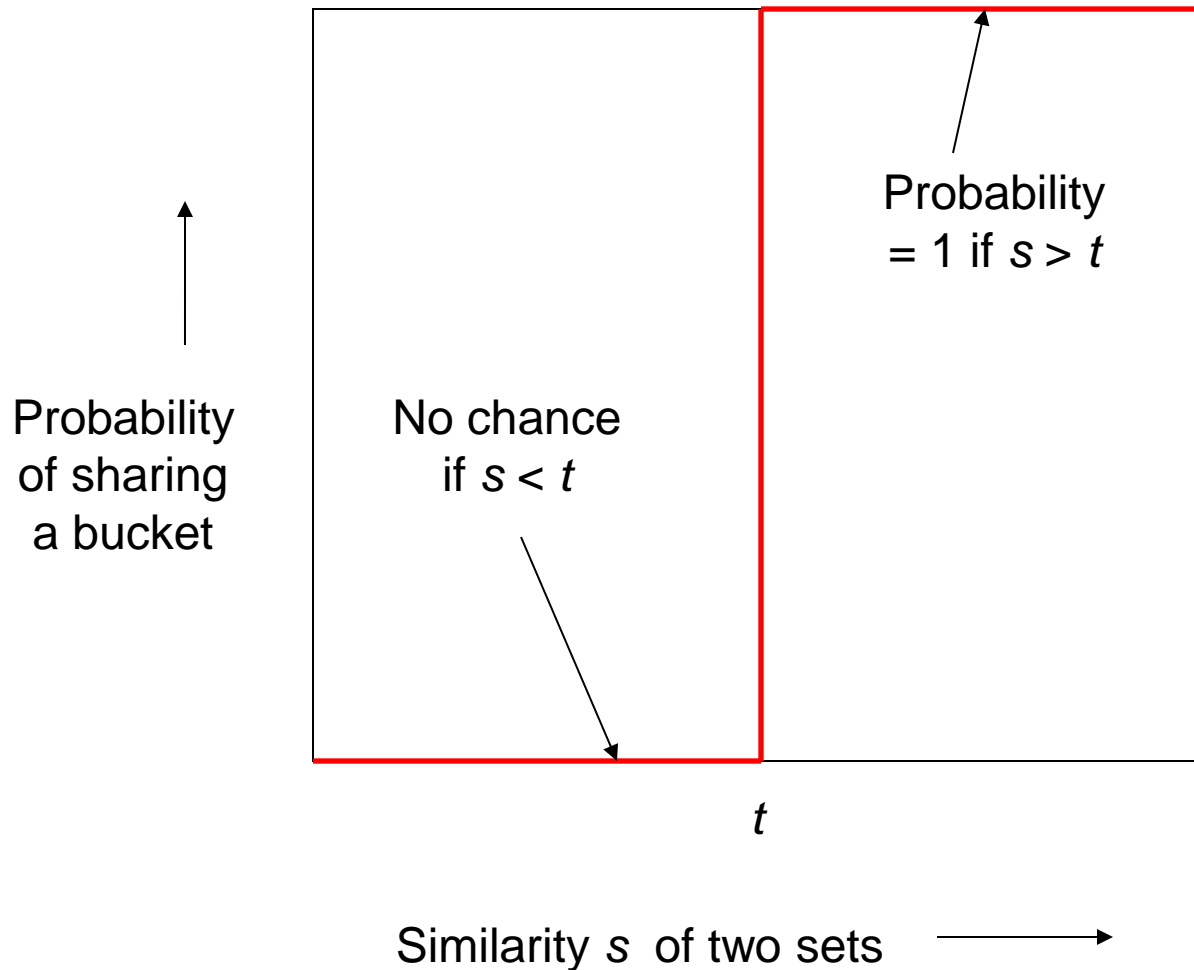 Probability
= 1 if s > t
Probability
of sharing
a bucket
No chance
if s < t
t
Similarity s of two sets